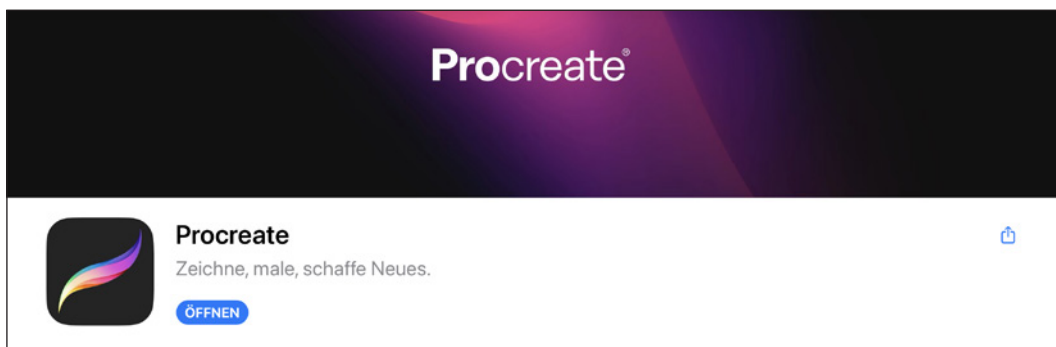 Procreate®
Procreate
Zeichne, male, schaffe Neues.
ÖFFNEN